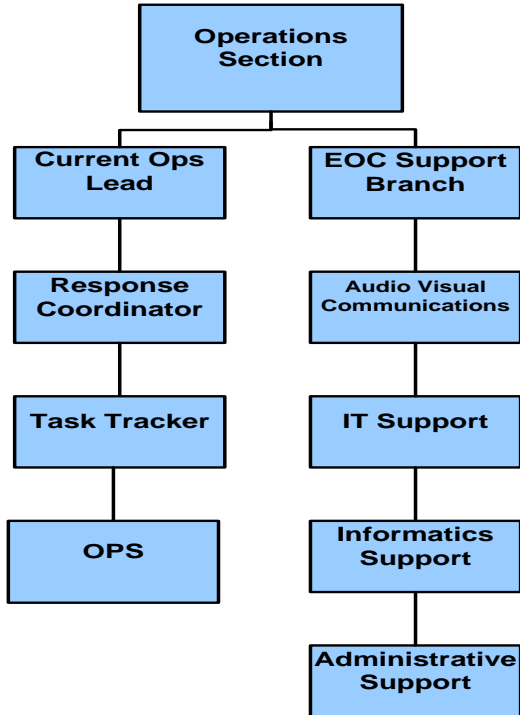 Operations
Section
Current Ops
Lead
EOC Support
Branch
Response
Coordinator
Audio Visual
Communications
Task Tracker
IT Support
OPS
Informatics
Support
Administrative
Support